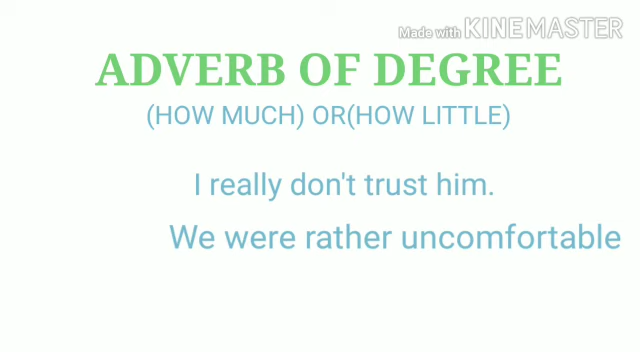 Made with KINEMASTER
ADVERB OF DEGREE
(HOW MUCH) OR(HOW LITTLE)
I really don't trust him.
We were rather uncomfortable